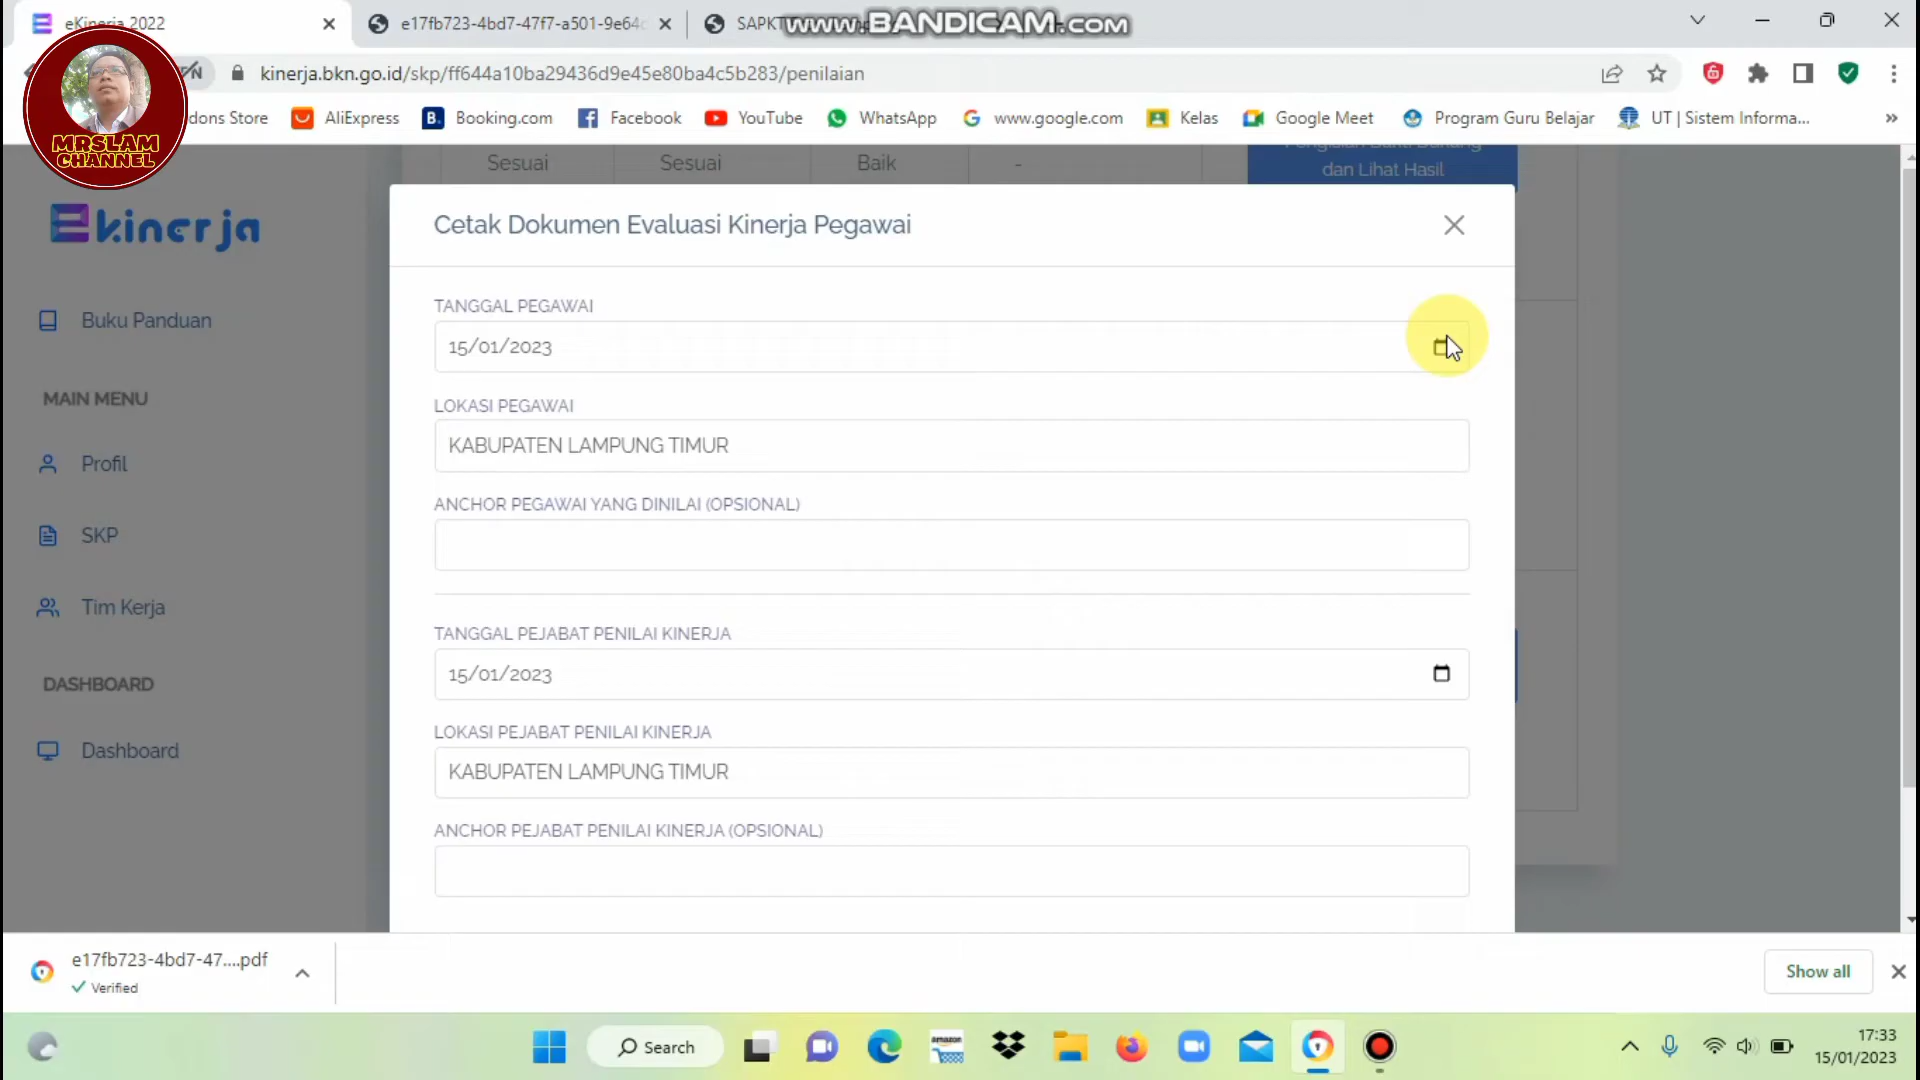 eKinerja 2022
e17fb723-4bd7-47f7-a501-9e64c
SAPKT
www.BANDICAM.com
kinerja.bkn.go.id/skp/ff644a10ba29436d9e45e80ba4c5b283/penilaian
dons Store
AliExpress
Booking.com
Facebook
YouTube
WhatsApp
www.google.com
Kelas
Google Meet
Program Guru Belajar
UT | Sistem Informa...
MRSLAM
CHANNEL
Sesuai
Sesuai
Baik
-
dan Lihat Hasil
Ekinerja
Buku Panduan
MAIN MENU
Profil
SKP
Tim Kerja
DASHBOARD
Dashboard
Cetak Dokumen Evaluasi Kinerja Pegawai
TANGGAL PEGAWAI
15/01/2023
LOKASI PEGAWAI
KABUPATEN LAMPUNG TIMUR
ANCHOR PEGAWAI YANG DINILAI (OPSIONAL)
TANGGAL PEJABAT PENILAI KINERJA
15/01/2023
LOKASI PEJABAT PENILAI KINERJA
KABUPATEN LAMPUNG TIMUR
ANCHOR PEJABAT PENILAI KINERJA (OPSIONAL)
e17fb723-4bd7-47....pdf
Verified
Show all
Search
amazon
17:33
15/01/2023